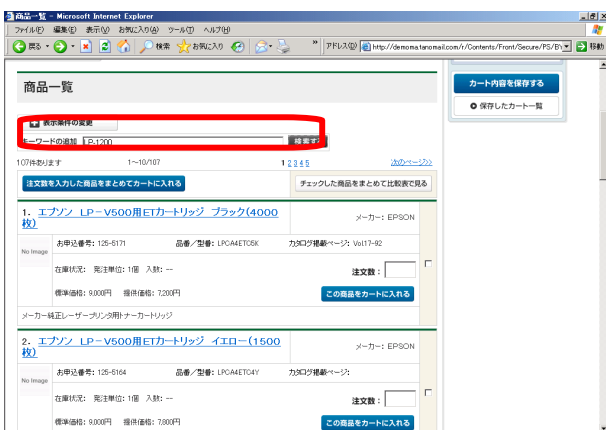 商品一覧 - Microsoft Internet Explorer
ファイル(F) 編集(E) 表示(V) お気に入り(A) ツール(T) ヘルプ(H)
戻る 検索 お気に入り » アドレス(D) http://demoma.tanomail.com/r/Contents/Front/Secure/PS/BY 移動
商品一覧
カート内容を保存する
保存したカート一覧
表示条件の変更
キーワードの追加 LP-1200 検索する
107件あります 1～10/107 1 2 3 4 5 次のページ>>
注文数を入力した商品をまとめてカートに入れる チェックした商品をまとめて比較表で見る
1. エプソン LP-V500用ETカートリッジ ブラック(4000枚) メーカー: EPSON
No Image
お申込番号: 125-5171 品番/型番: LPCA4ETC5K カタログ掲載ページ: Vol.17-92
在庫状況: 発注単位: 1個 入数: -- 注文数:
標準価格: 9,000円 提供価格: 7,200円 この商品をカートに入れる
メーカー純正レーザープリンタ用トナーカートリッジ
2. エプソン LP-V500用ETカートリッジ イエロー(1500枚) メーカー: EPSON
No Image
お申込番号: 125-5164 品番/型番: LPCA4ETC4Y カタログ掲載ページ:
在庫状況: 発注単位: 1個 入数: -- 注文数:
標準価格: 9,000円 提供価格: 7,800円 この商品をカートに入れる